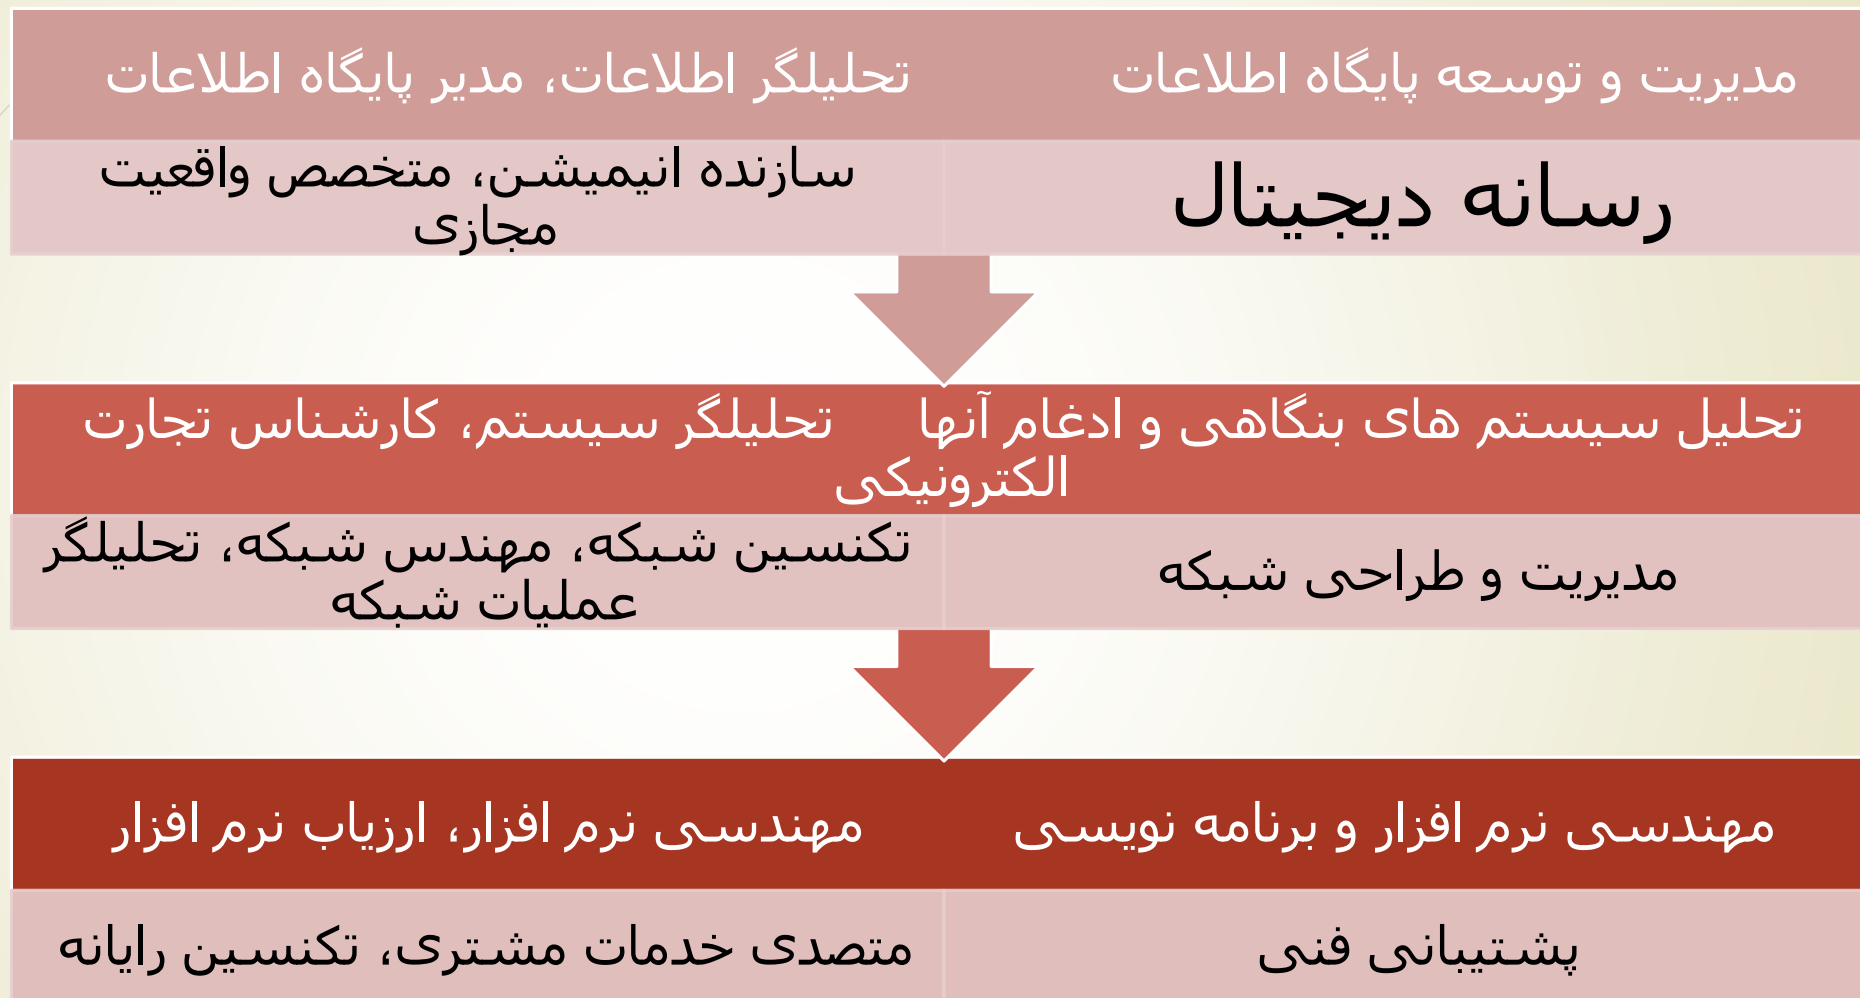 مدیریت و توسعه پایگاه اطلاعات تحلیلگر اطلاعات، مدیر پایگاه اطلاعات
رسانه دیجیتال
سازنده انیمیشن، متخصص واقعیت
مجازی
تحلیل سیستم های بنگاهی و ادغام آنها تحلیلگر سیستم، کارشناس تجارت
الکترونیکی
مدیریت و طراحی شبکه
تکنسین شبکه، مهندس شبکه، تحلیلگر
عملیات شبکه
مهندسی نرم افزار و برنامه نویسی مهندسی نرم افزار، ارزیاب نرم افزار
پشتیبانی فنی
متصدی خدمات مشتری، تکنسین رایانه